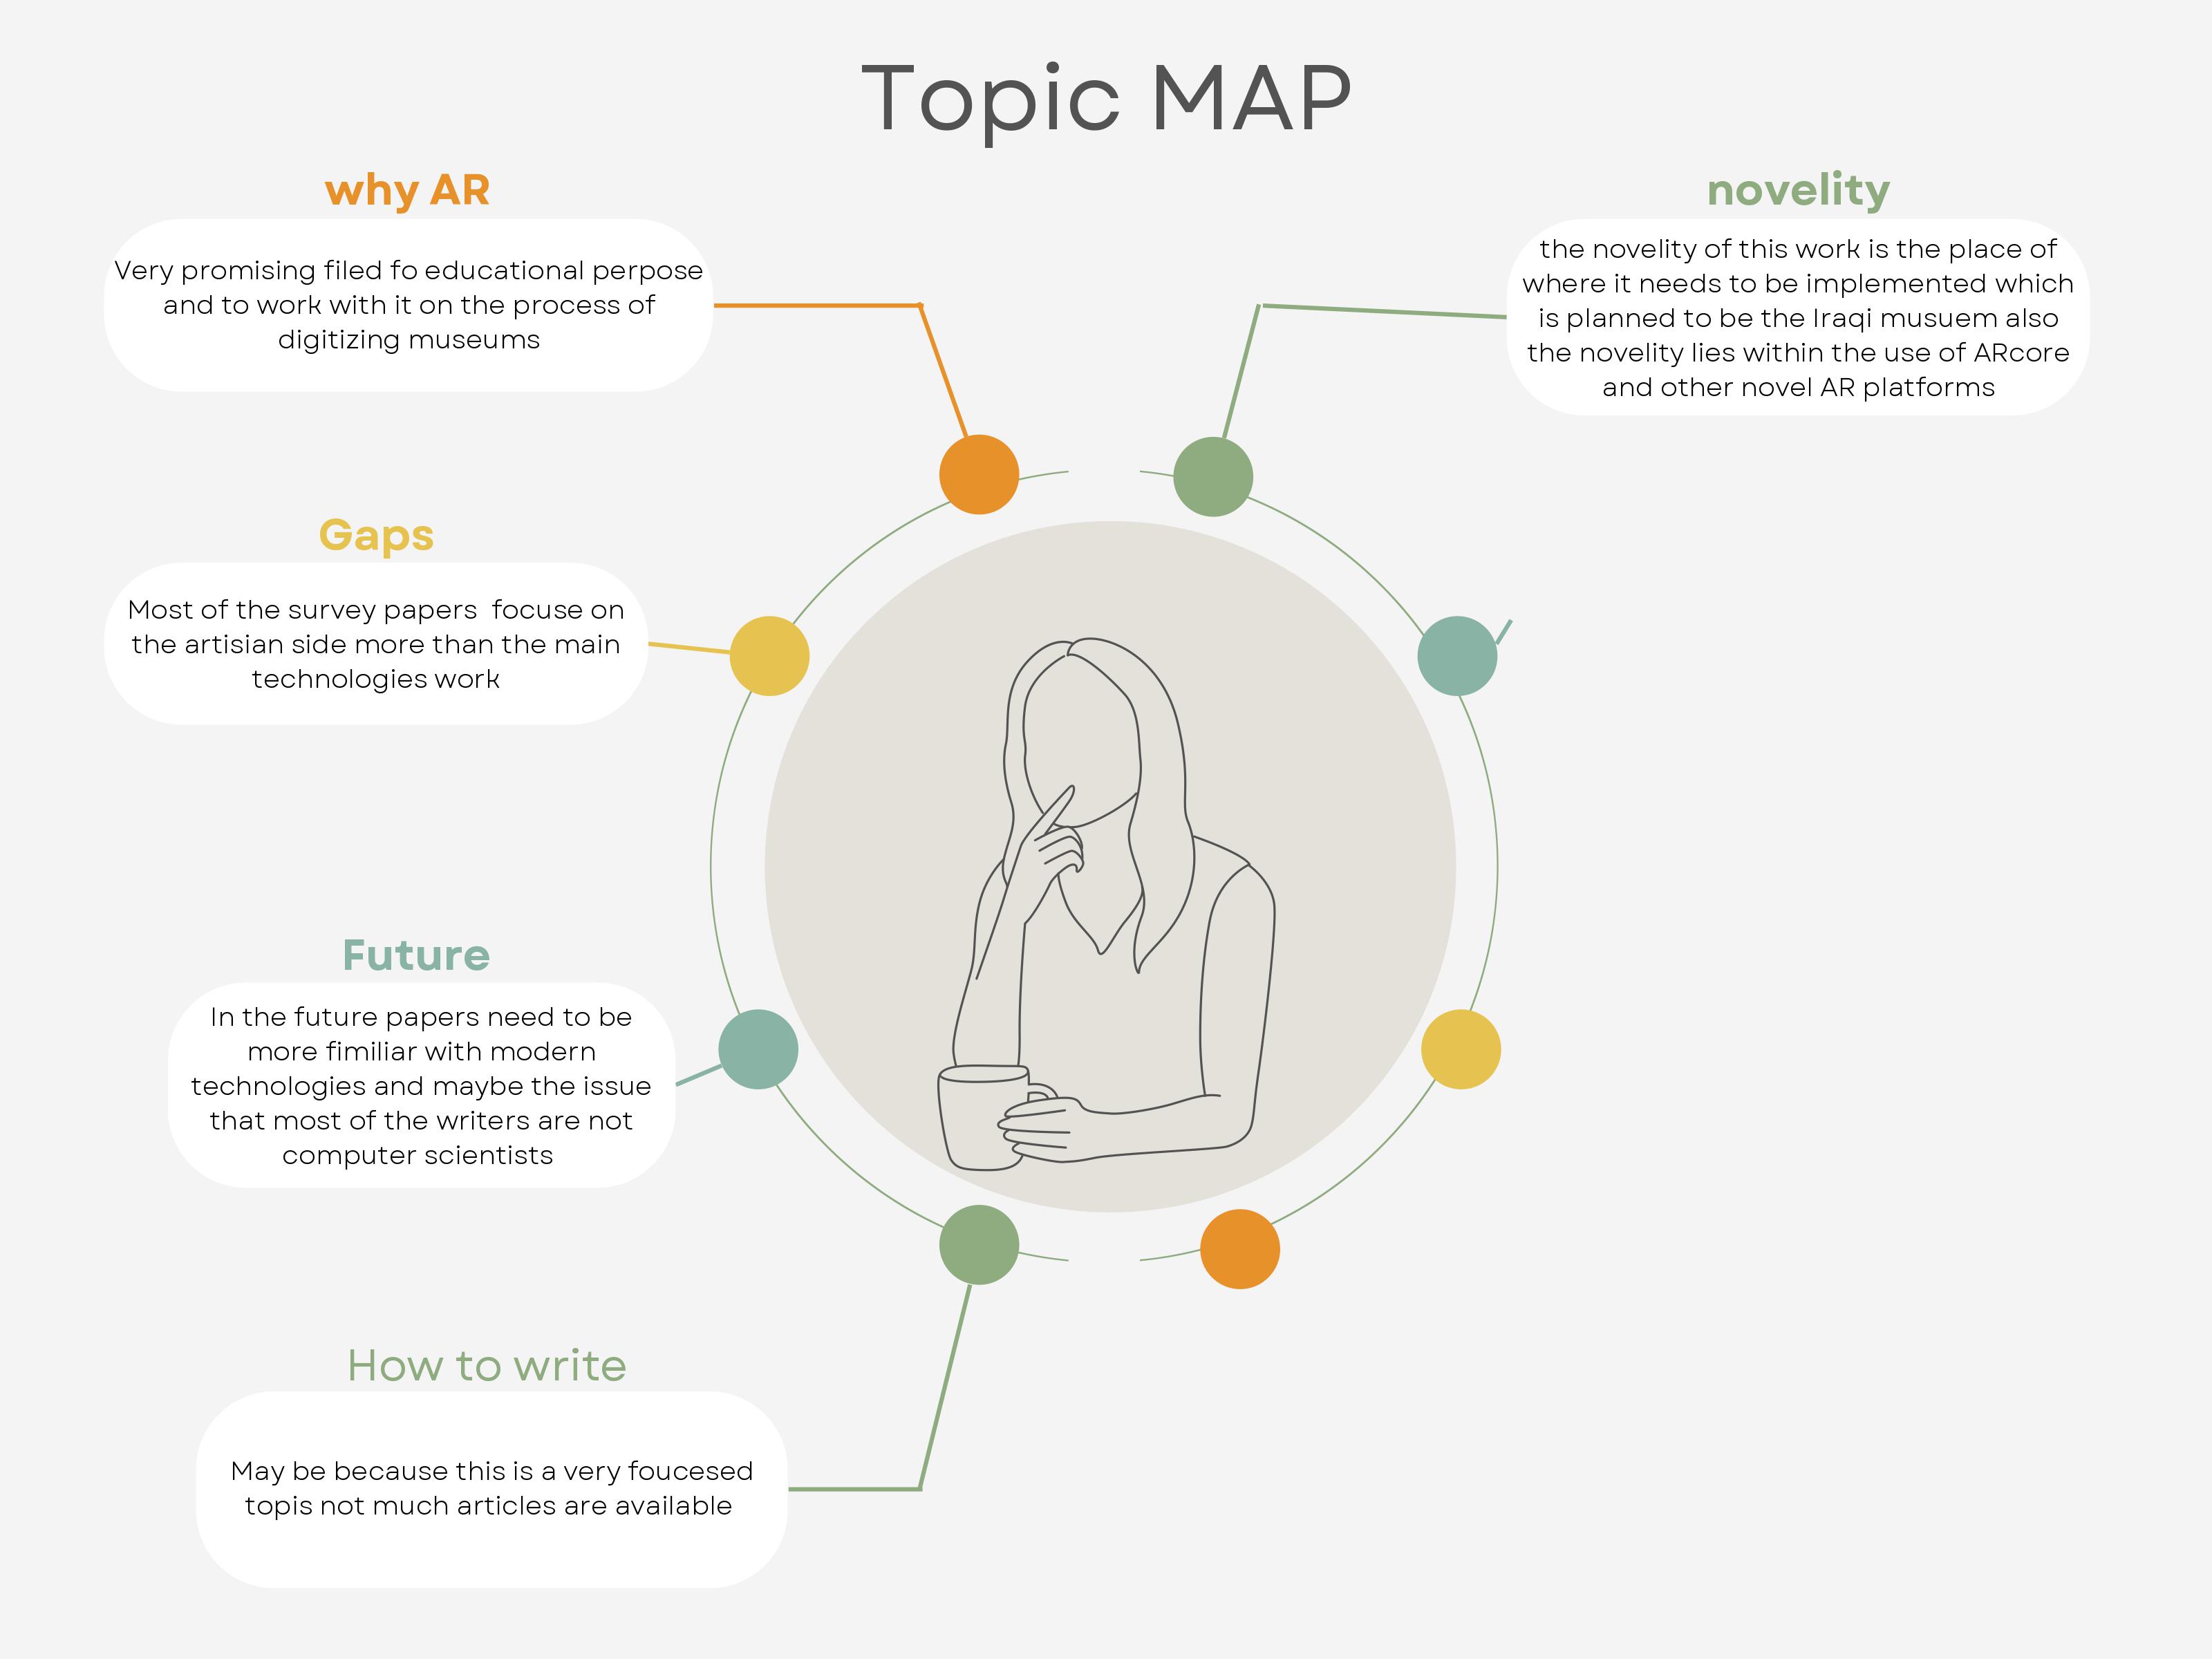 Topic MAP
why AR
Very promising filed fo educational perpose
and to work with it on the process of
digitizing museums
Gaps
Most of the survey papers  focuse on
the artisian side more than the main
technologies work
Future
In the future papers need to be
more fimiliar with modern
technologies and maybe the issue
that most of the writers are not
computer scientists
How to write
May be because this is a very foucesed
topis not much articles are available
novelity
the novelity of this work is the place of
where it needs to be implemented which
is planned to be the Iraqi musuem also
the novelity lies within the use of ARcore
and other novel AR platforms